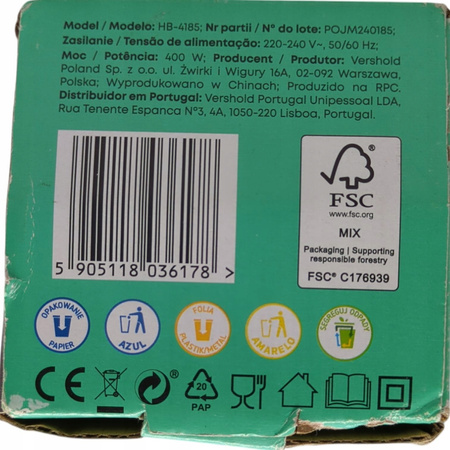 Model / Modelo: HB-4185; Nr partii / N° do lote: POJM240185;
Zasilanie / Tensão de alimentação: 220-240 V~, 50/60 Hz;
Moc / Potência: 400 W; Producent / Produtor: Vershold
Poland Sp. z o.o. ul. Żwirki i Wigury 16A, 02-092 Warszawa,
Polska; Wyprodukowano w Chinach; Produzido na RPC.
Distribuidor em Portugal: Vershold Portugal Unipessoal LDA,
Rua Tenente Espanca Nº3, 4A, 1050-220 Lisboa, Portugal.
5 905118 036178 >
FSC
www.fsc.org
MIX
Packaging | Supporting
responsible forestry
FSC® C176939
OPAKOWANIE
PAPIER
AZUL
FOLIA
PLASTIK/METAL
AMARELO
SEGREGUJ ODPADY
CE
20
PAP